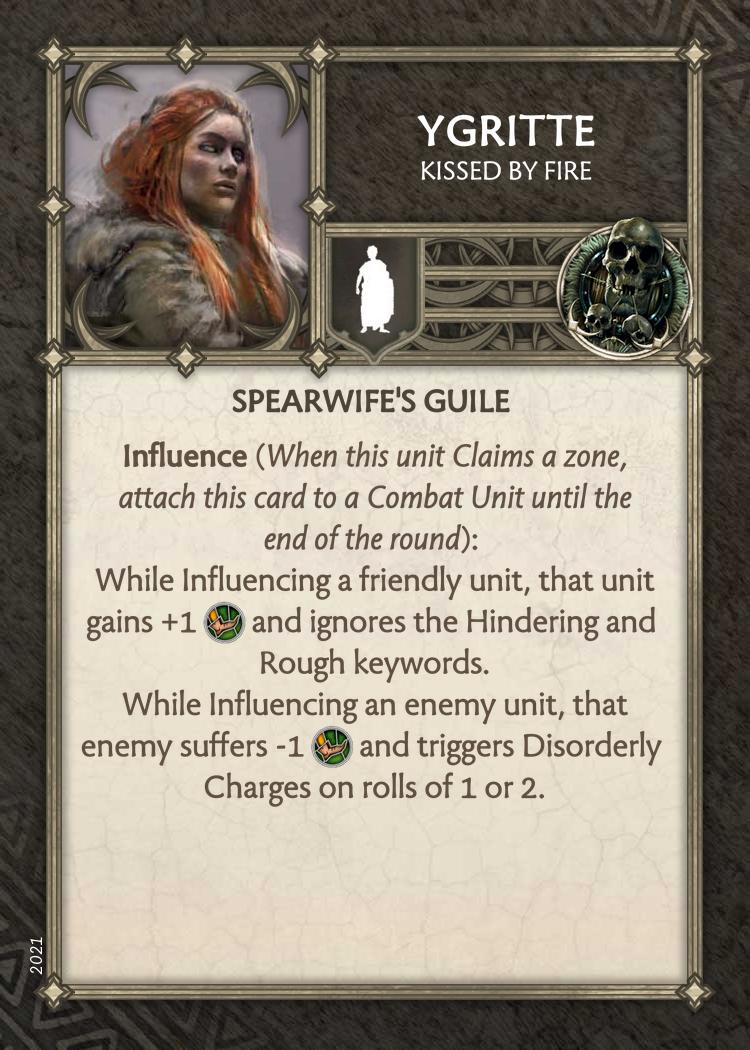 YGRITTE
KISSED BY FIRE
SPEARWIFE'S GUILE
Influence (When this unit Claims a zone,
attach this card to a Combat Unit until the
end of the round):
While Influencing a friendly unit, that unit
gains +1 and ignores the Hindering and
Rough keywords.
While Influencing an enemy unit, that
enemy suffers -1 and triggers Disorderly
Charges on rolls of 1 or 2.
2021